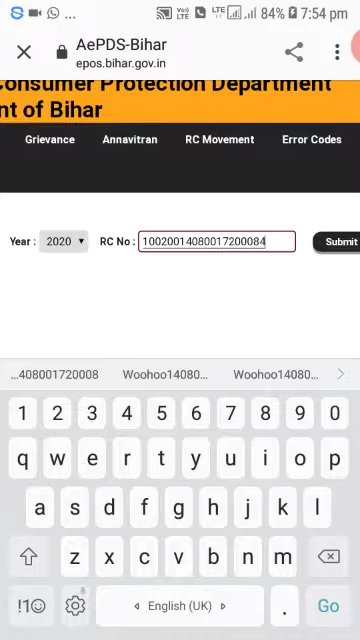 ... 84% 7:54 pm
AePDS-Bihar
epos.bihar.gov.in
Consumer Protection Department
nt of Bihar
Grievance Annavitran RC Movement Error Codes
Year : 2020 RC No : 10020014080017200084 Submit
...408001720008 Woohoo14080... Woohoo14080...
1 2 3 4 5 6 7 8 9 0
q w e r t y u i o p
a s d f g h j k l
z x c v b n m
!1☺ English (UK) . Go